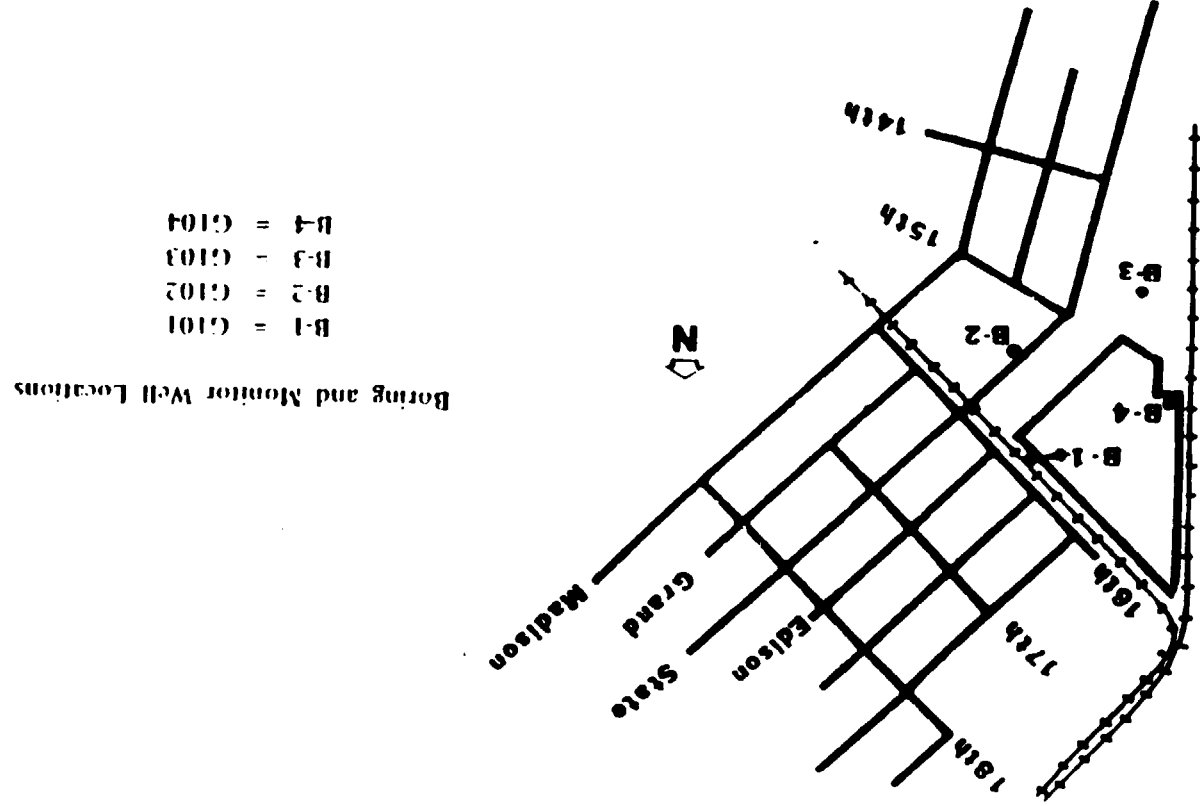 18th
State
17th
Edison
Madison
Grand
16th
B-1
B-4
N
B-2
B-3
15th
14th
Boring and Monitor Well Locations
B-1 = G101
B-2 = G102
B-3 - G103
B-4 = G104